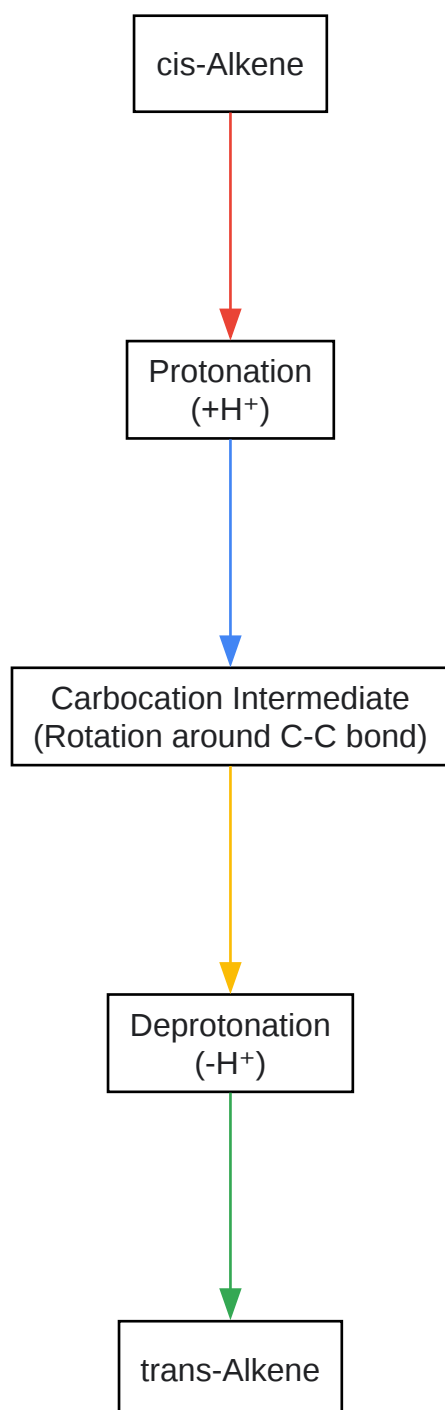 cis-Alkene
Protonation
(+H⁺)
Carbocation Intermediate
(Rotation around C-C bond)
Deprotonation
(-H⁺)
trans-Alkene